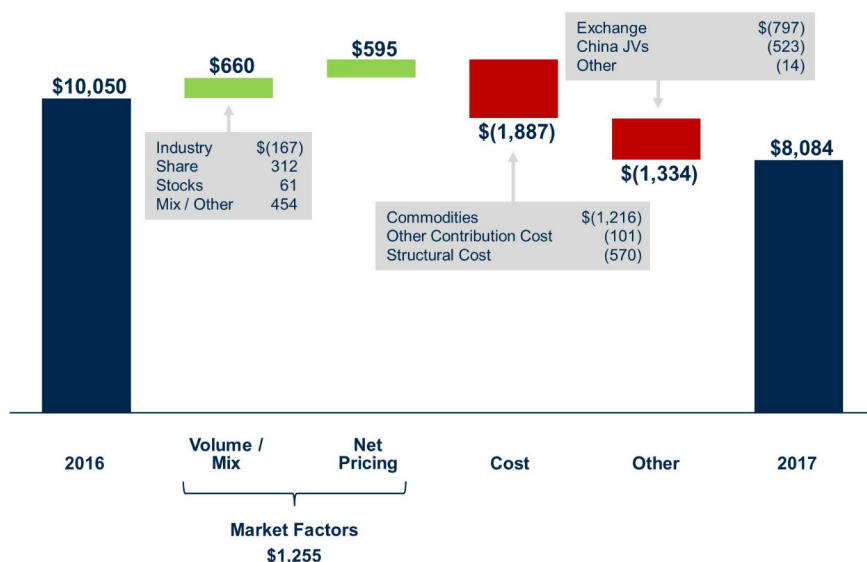 Exchange $(797)
China JVs (523)
Other (14)
$10,050
$660
$595
Industry $(167)
Share 312
Stocks 61
Mix / Other 454
$(1,887)
$(1,334)
$8,084
Commodities $(1,216)
Other Contribution Cost (101)
Structural Cost (570)
2016
Volume /
Mix
Net
Pricing
Cost
Other
2017
Market Factors
$1,255